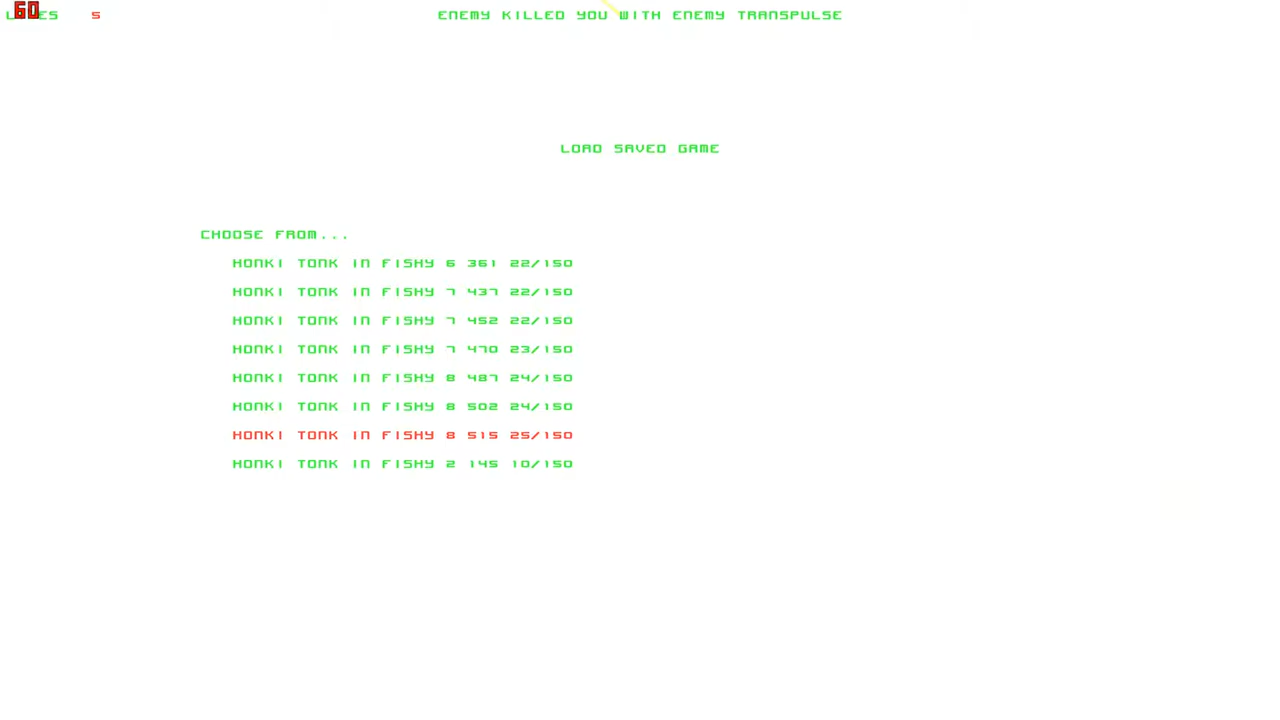 60 ES 5 ENEMY KILLED YOU WITH ENEMY TRANSPULSE
LOAD SAVED GAME
CHOOSE FROM...
HONKI TONK IN FISHY 6 361 22/150
HONKI TONK IN FISHY 7 437 22/150
HONKI TONK IN FISHY 7 452 22/150
HONKI TONK IN FISHY 7 470 23/150
HONKI TONK IN FISHY 8 487 24/150
HONKI TONK IN FISHY 8 502 24/150
HONKI TONK IN FISHY 8 515 25/150
HONKI TONK IN FISHY 2 145 10/150